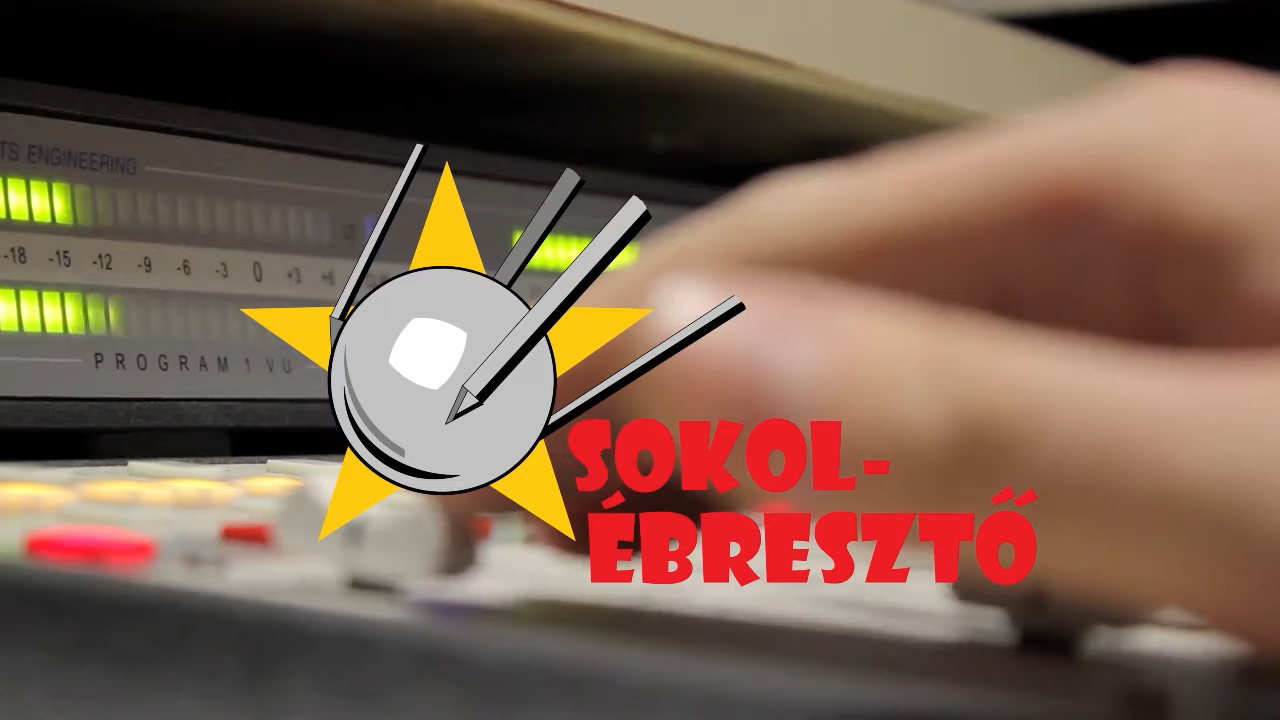 TS ENGINEERING
-18 -15 -12 -9 -6 -3 0 +3 +6
PROGRAM 1 VU
SOKOL-
ÉBRESZTŐ